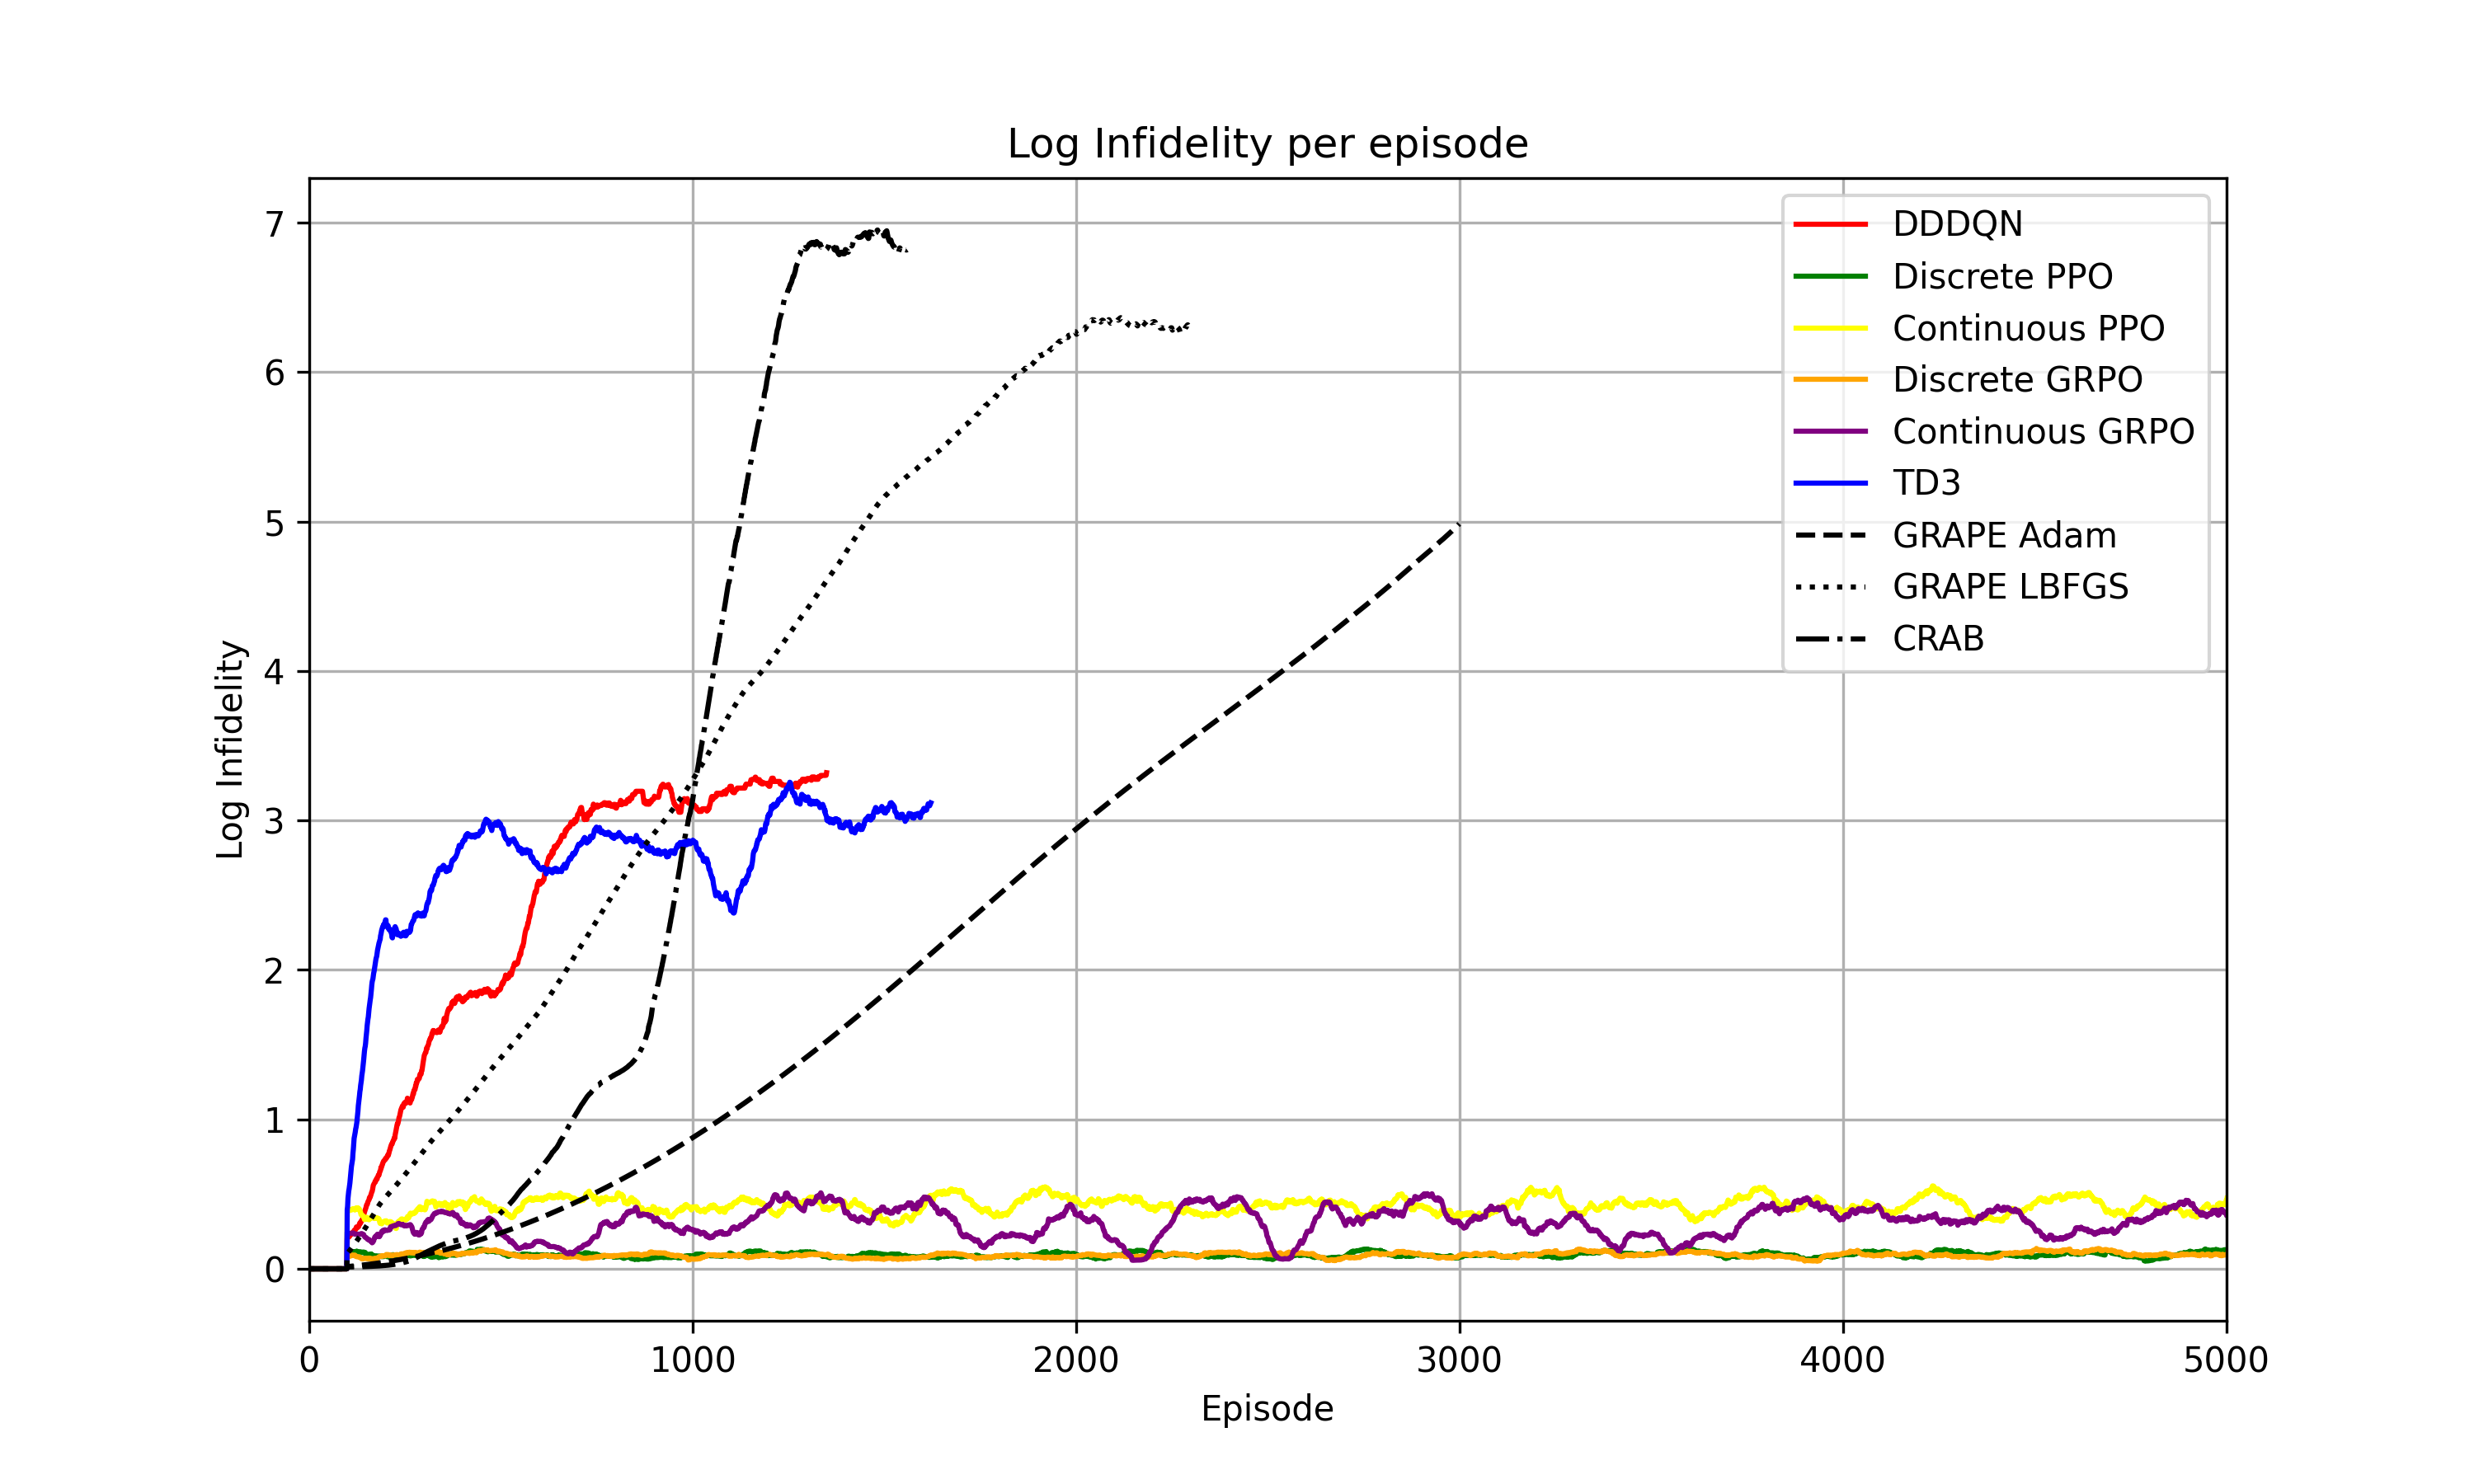 Log Infidelity per episode
7
6
5
4
3
2
1
0
Log Infidelity
0 1000 2000 3000 4000 5000
Episode
DDDQN
Discrete PPO
Continuous PPO
Discrete GRPO
Continuous GRPO
TD3
GRAPE Adam
GRAPE LBFGS
CRAB